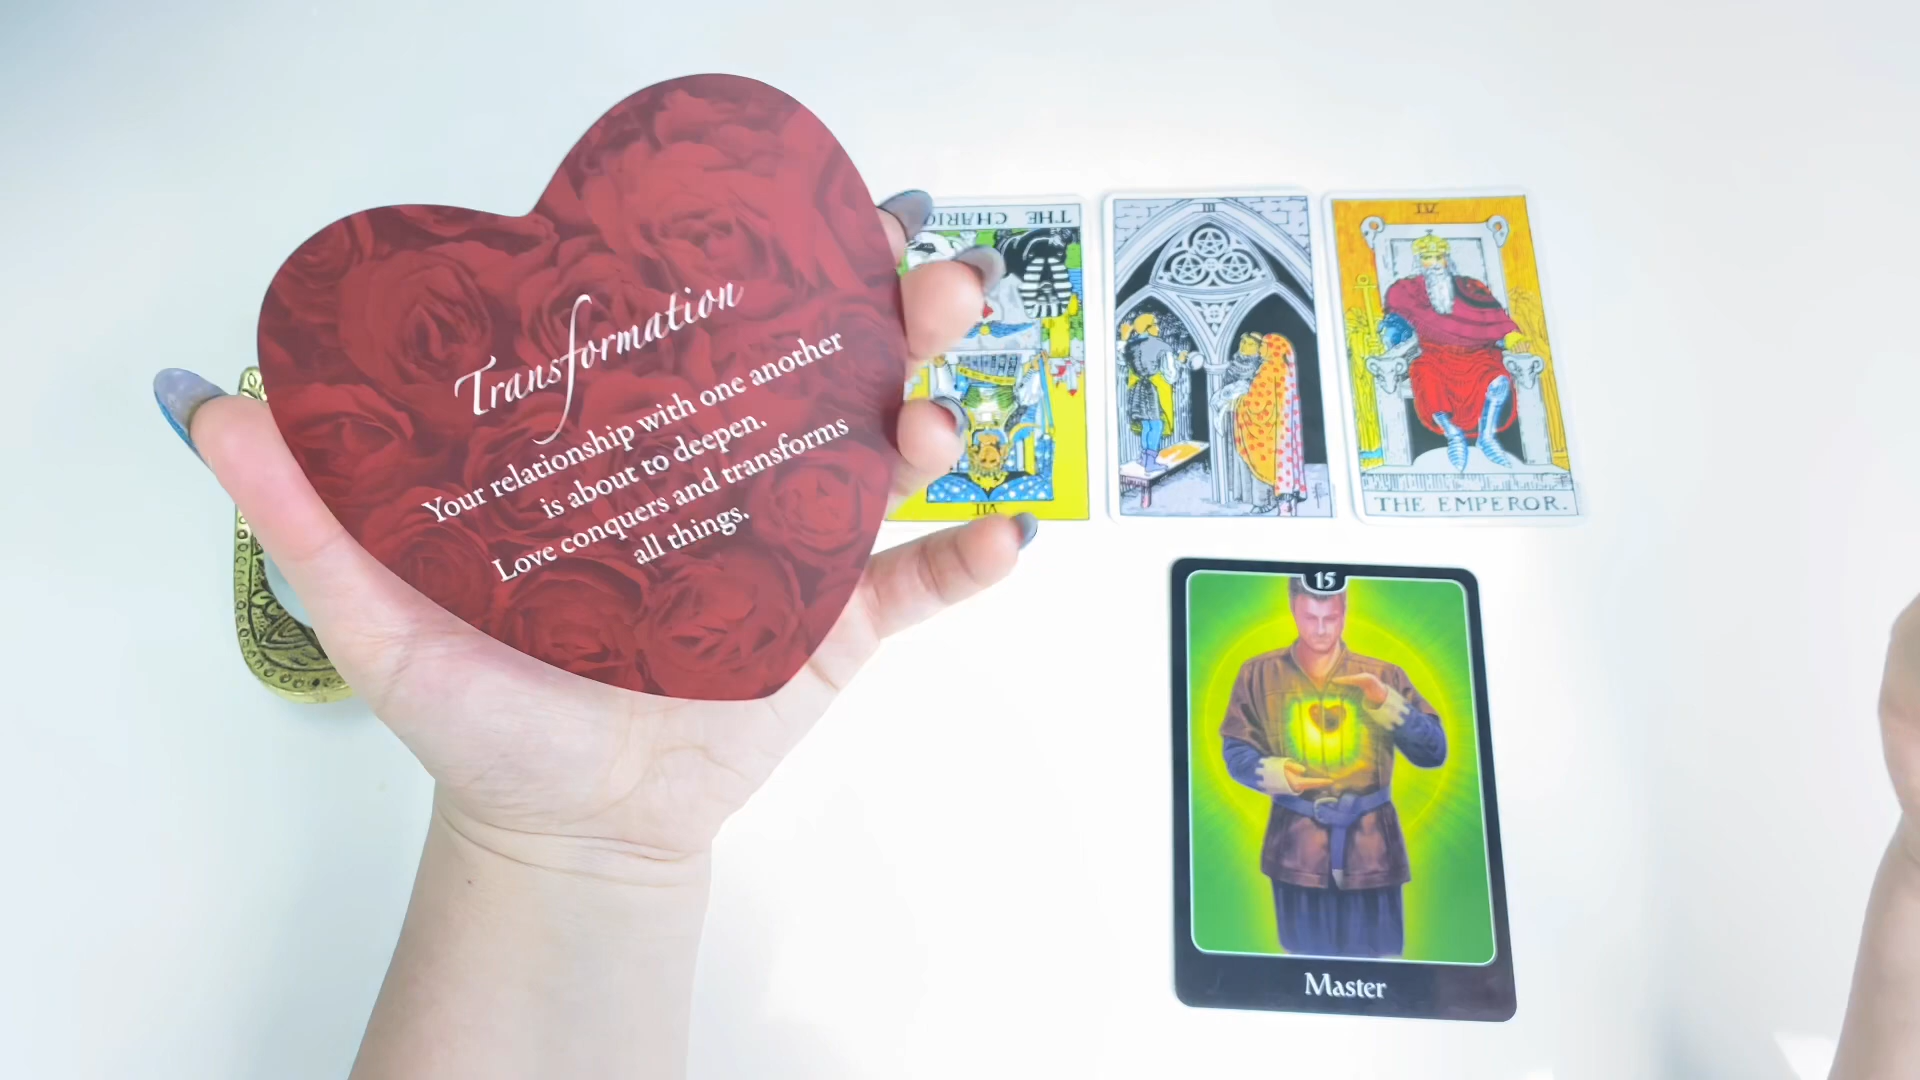 Transformation
Your relationship with one another
is about to deepen.
Love conquers and transforms
all things.
VII
III
THE EMPEROR.
15
Master